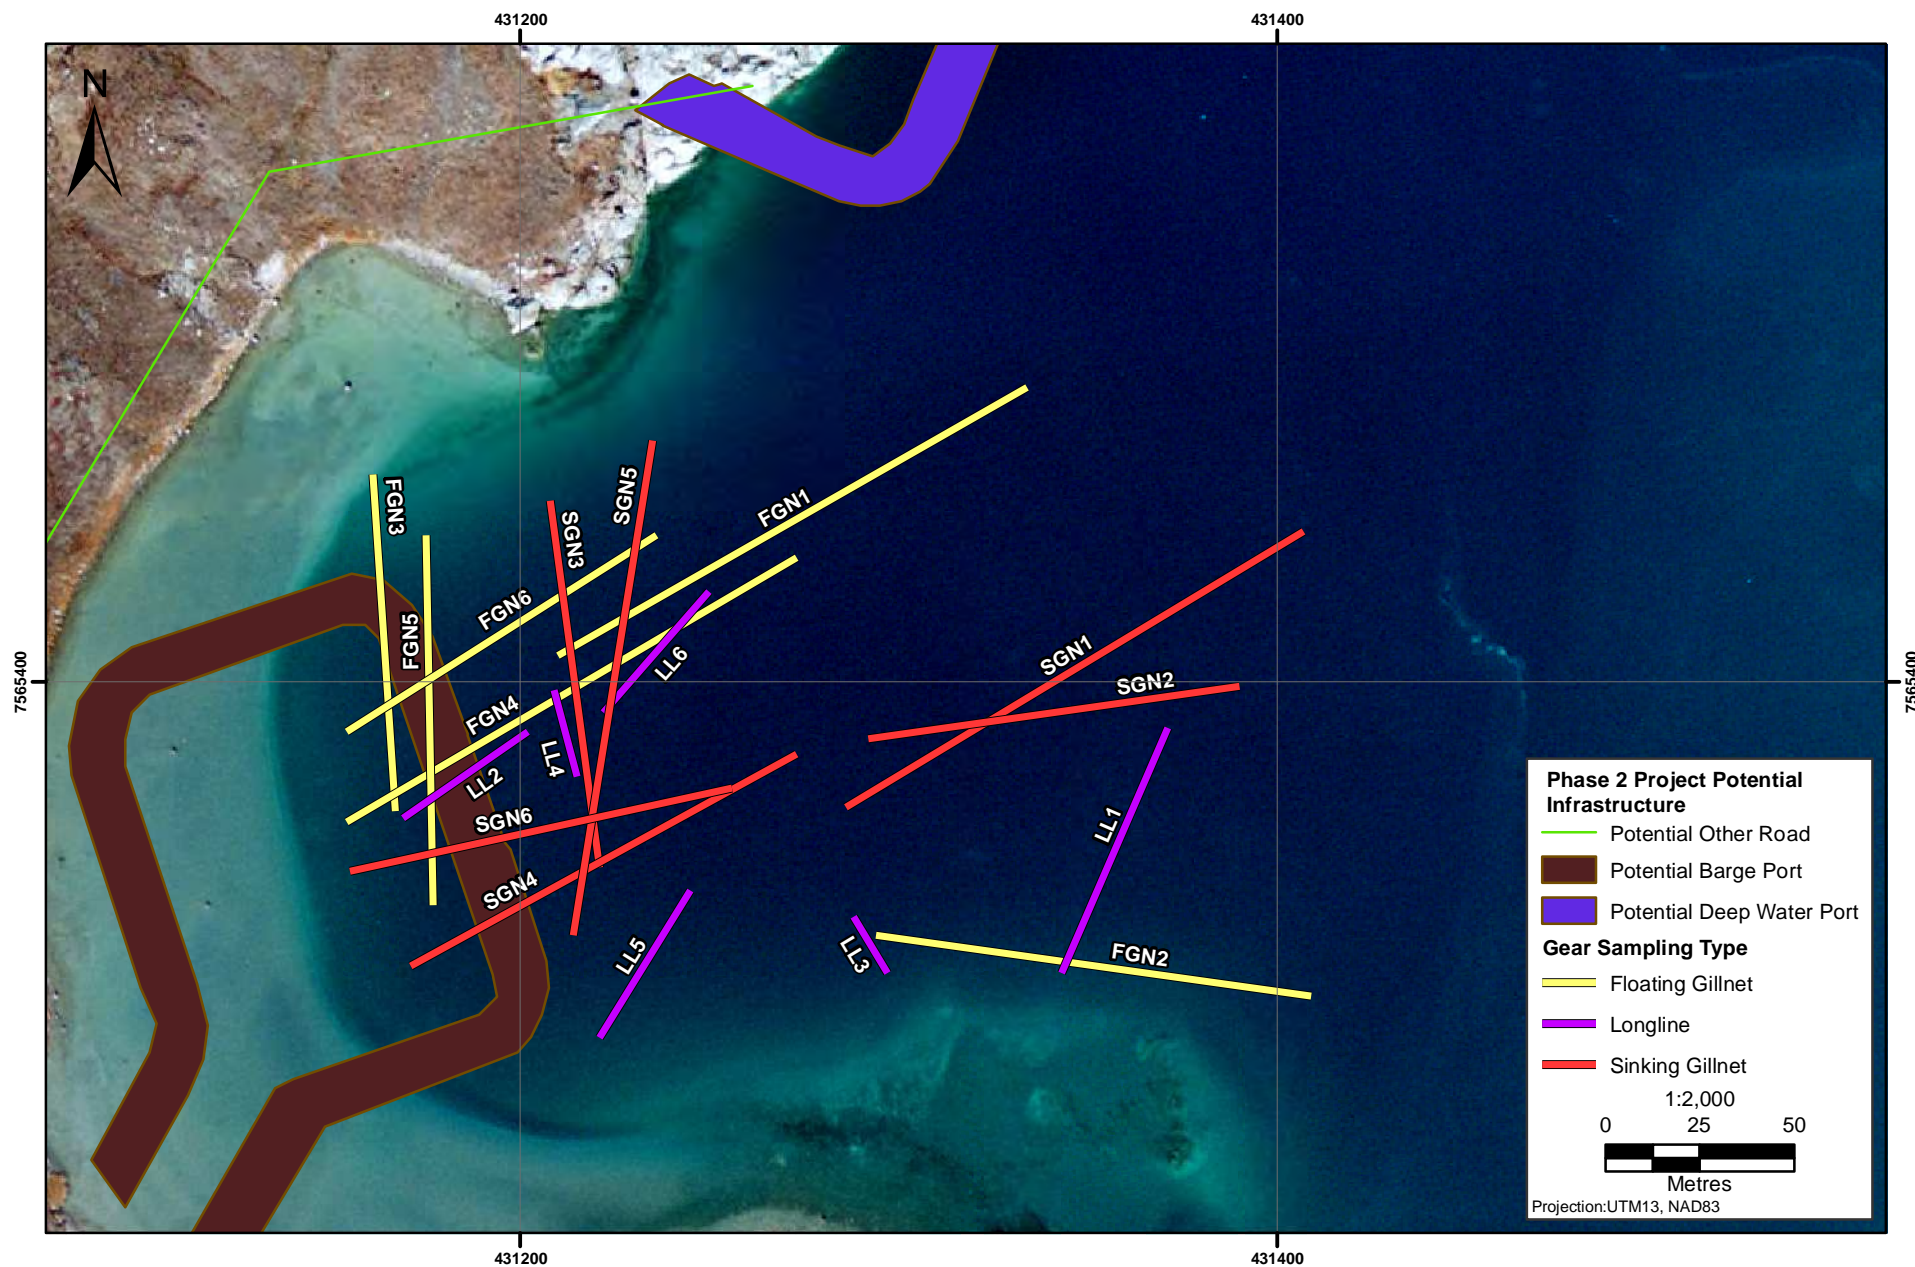 431200
431400
N
7565400
7565400
FGN3
SGN5
FGN1
SGN3
FGN6
FGN5
SGN1
LL6
SGN2
FGN4
LL4
LL2
SGN6
LL1
SGN4
LL5
LL3
FGN2
Phase 2 Project Potential
Infrastructure
Potential Other Road
Potential Barge Port
Potential Deep Water Port
Gear Sampling Type
Floating Gillnet
Longline
Sinking Gillnet
1:2,000
0 25 50
Metres
Projection:UTM13, NAD83
431200
431400